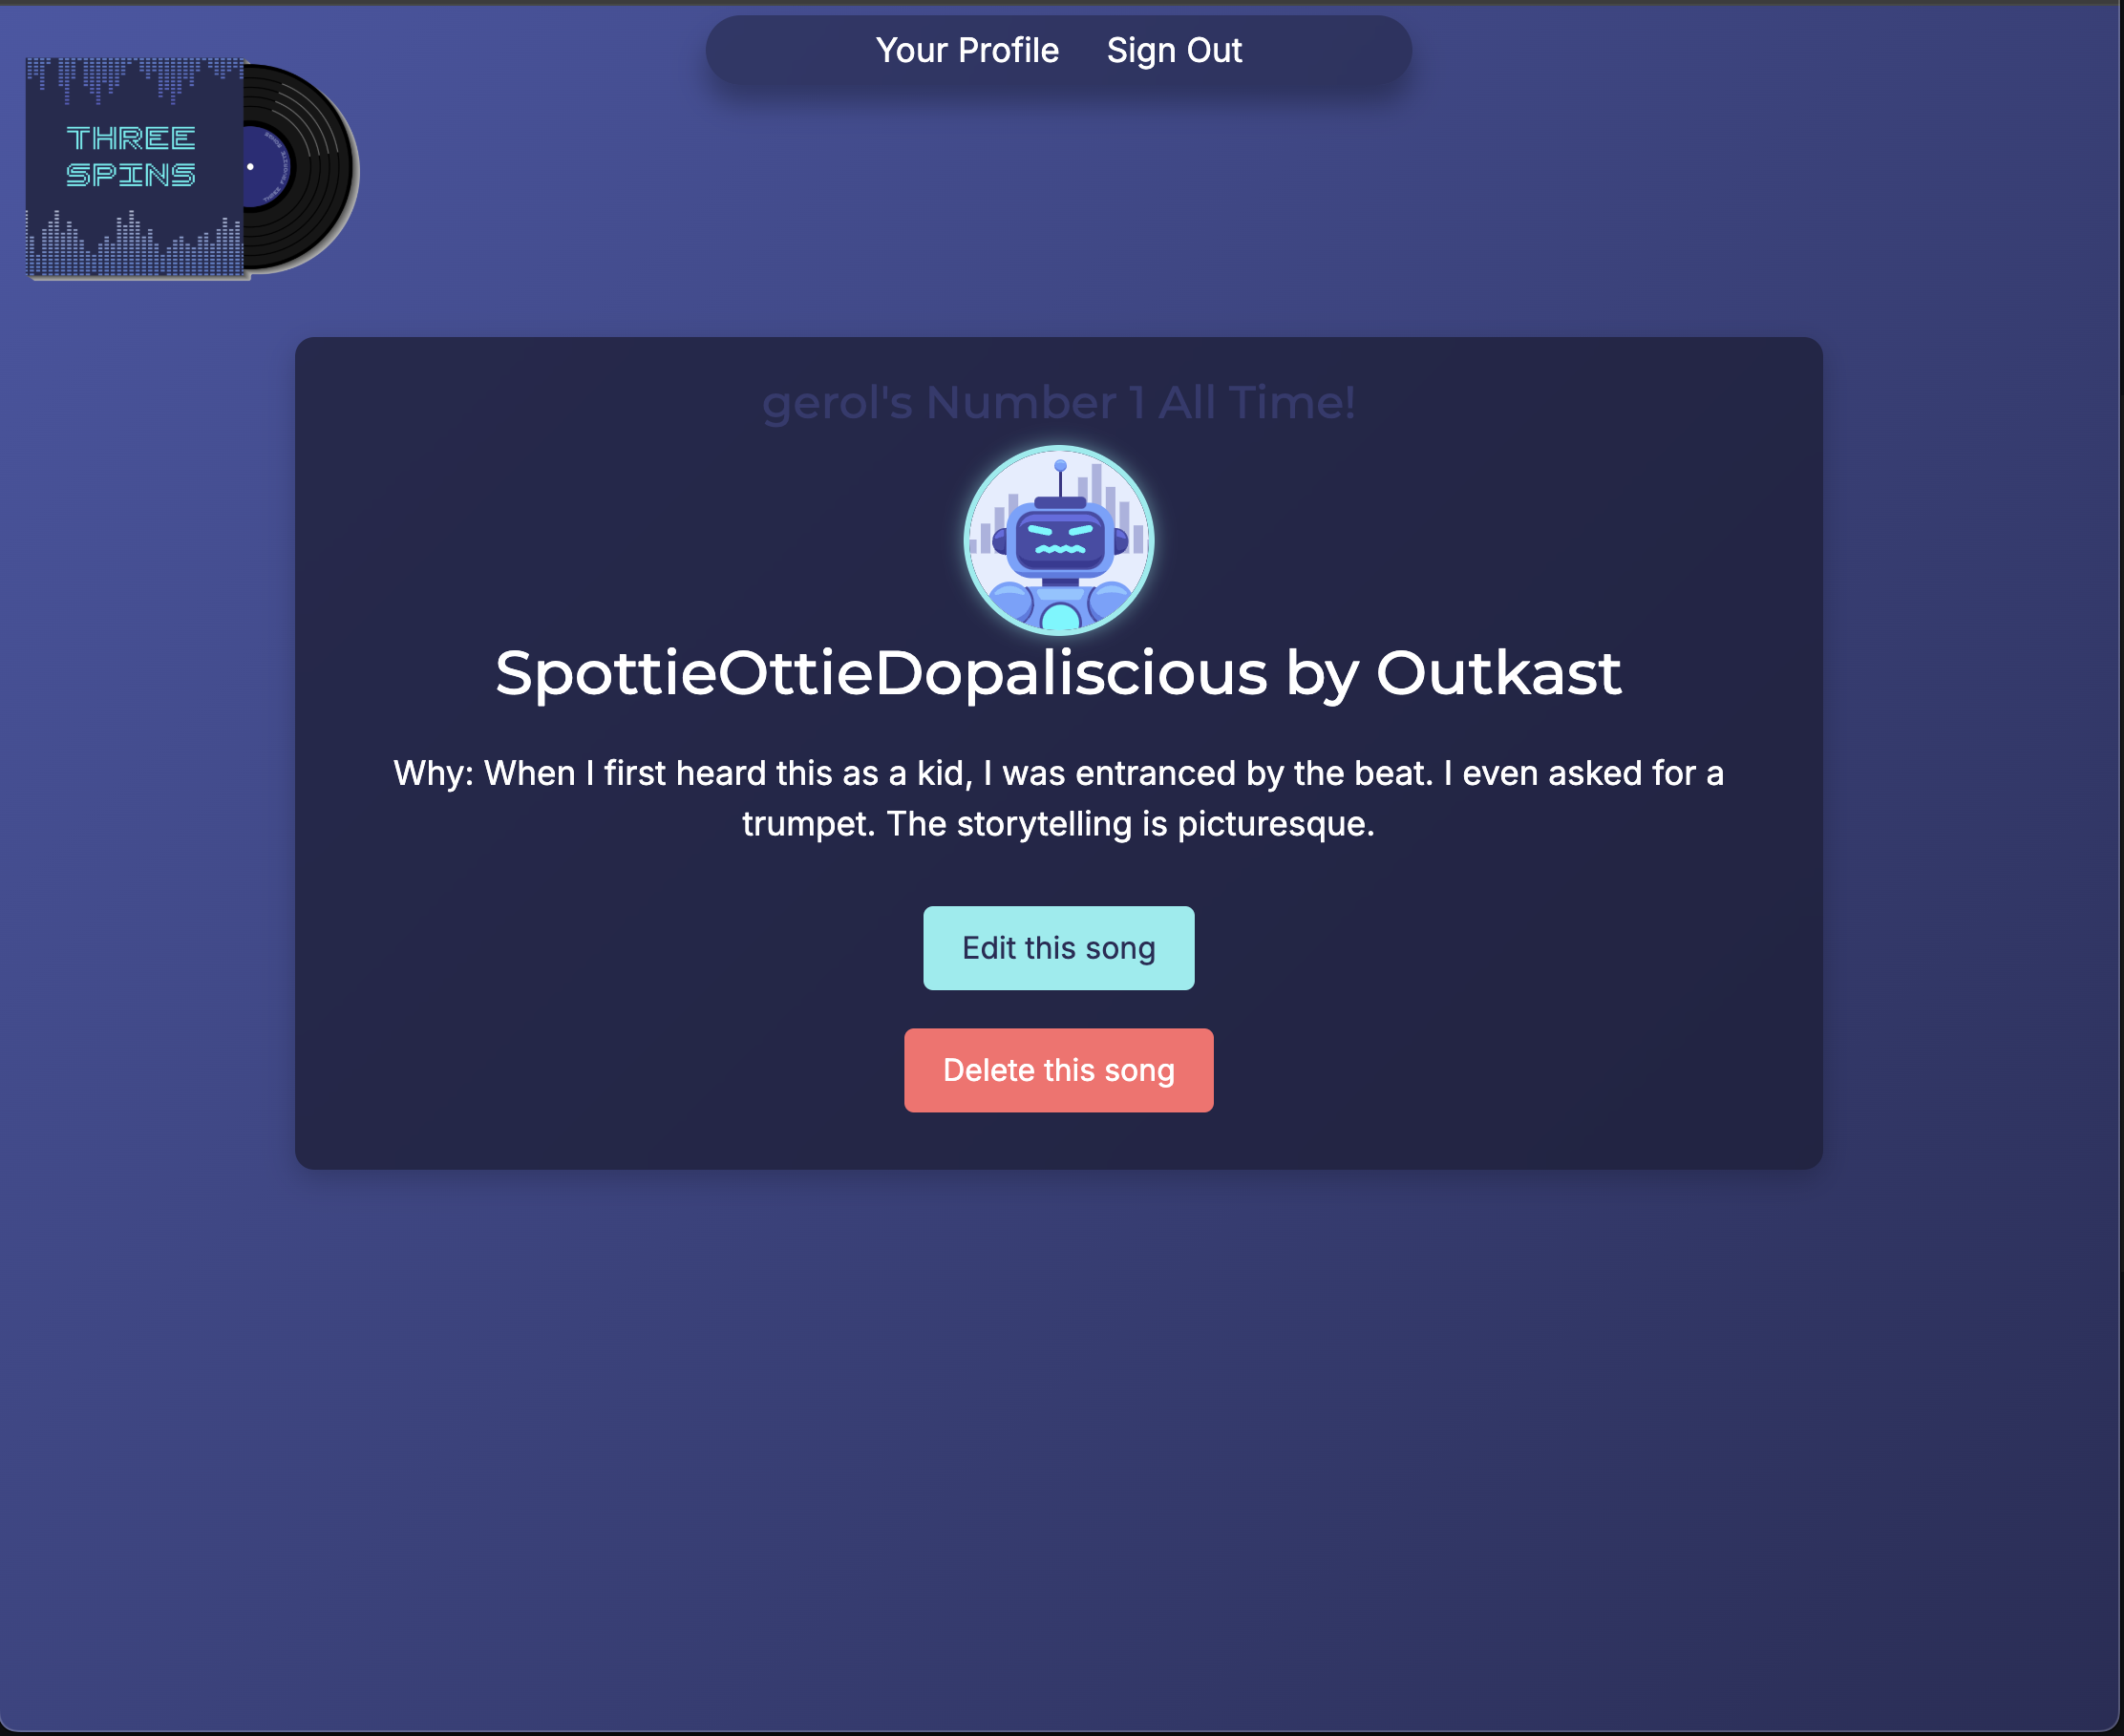 Your Profile Sign Out
THREE
SPINS
gerol's Number 1 All Time!
SpottieOttieDopaliscious by Outkast
Why: When I first heard this as a kid, I was entranced by the beat. I even asked for a
trumpet. The storytelling is picturesque.
Edit this song
Delete this song